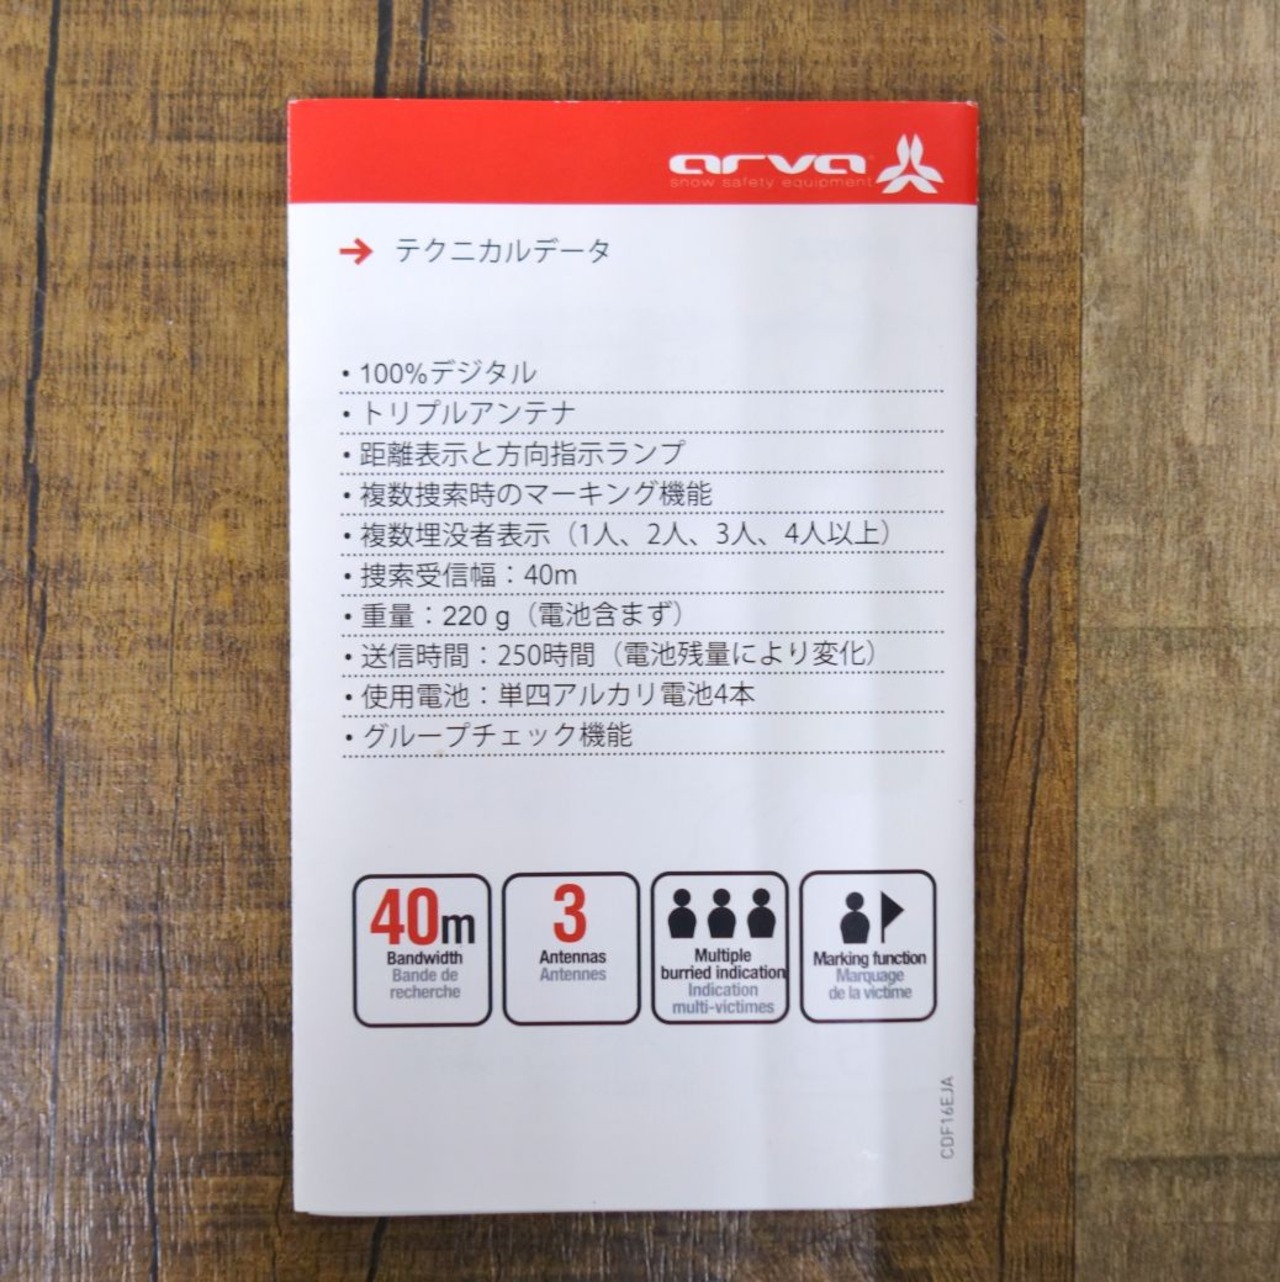 arva
snow safety equipment
→ テクニカルデータ
・100%デジタル
・トリプルアンテナ
・距離表示と方向指示ランプ
・複数捜索時のマーキング機能
・複数埋没者表示（1人、2人、3人、4人以上）
・捜索受信幅：40m
・重量：220 g（電池含まず）
・送信時間：250時間（電池残量により変化）
・使用電池：単四アルカリ電池4本
・グループチェック機能
40m
Bandwidth
Bande de
recherche
3
Antennas
Antennes
Multiple
burried indication
Indication
multi-victimes
Marking function
Marquage
de la victime
CDF16EJA